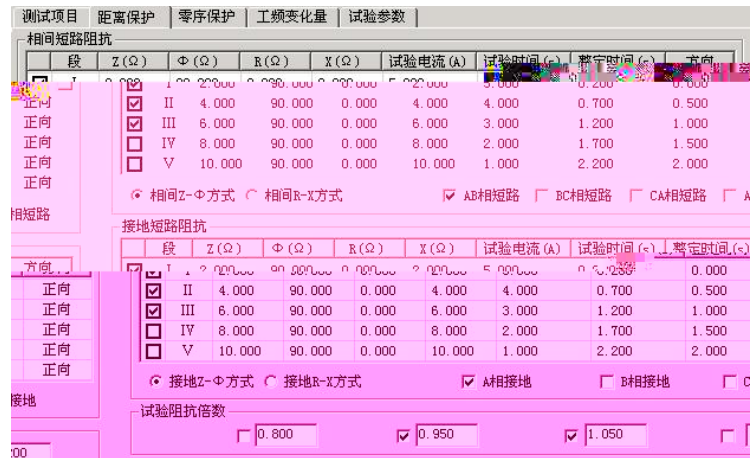 测试项目 距离保护 零序保护 工频变化量 试验参数
相间短路阻抗
段 Z(Ω) Φ(Ω) R(Ω) X(Ω) 试验电流(A) 试验时间(s) 整定时间(s) 方向
正向 II 4.000 90.000 0.000 4.000 4.000 0.700 0.500
正向 III 6.000 90.000 0.000 6.000 3.000 1.200 1.000
正向 IV 8.000 90.000 0.000 8.000 2.000 1.700 1.500
正向 V 10.000 90.000 0.000 10.000 1.000 2.200 2.000
正向
相间Z-Φ方式 相间R-X方式 AB相短路 BC相短路 CA相短路
相短路
接地短路阻抗
段 Z(Ω) Φ(Ω) R(Ω) X(Ω) 试验电流(A) 试验时间(s) 整定时间(s)
方向 I 0.000
正向 II 4.000 90.000 0.000 4.000 4.000 0.700 0.500
正向 III 6.000 90.000 0.000 6.000 3.000 1.200 1.000
正向 IV 8.000 90.000 0.000 8.000 2.000 1.700 1.500
正向 V 10.000 90.000 0.000 10.000 1.000 2.200 2.000
正向
接地Z-Φ方式 接地R-X方式 A相接地 B相接地
接地
试验阻抗倍数
0.800 0.950 1.050